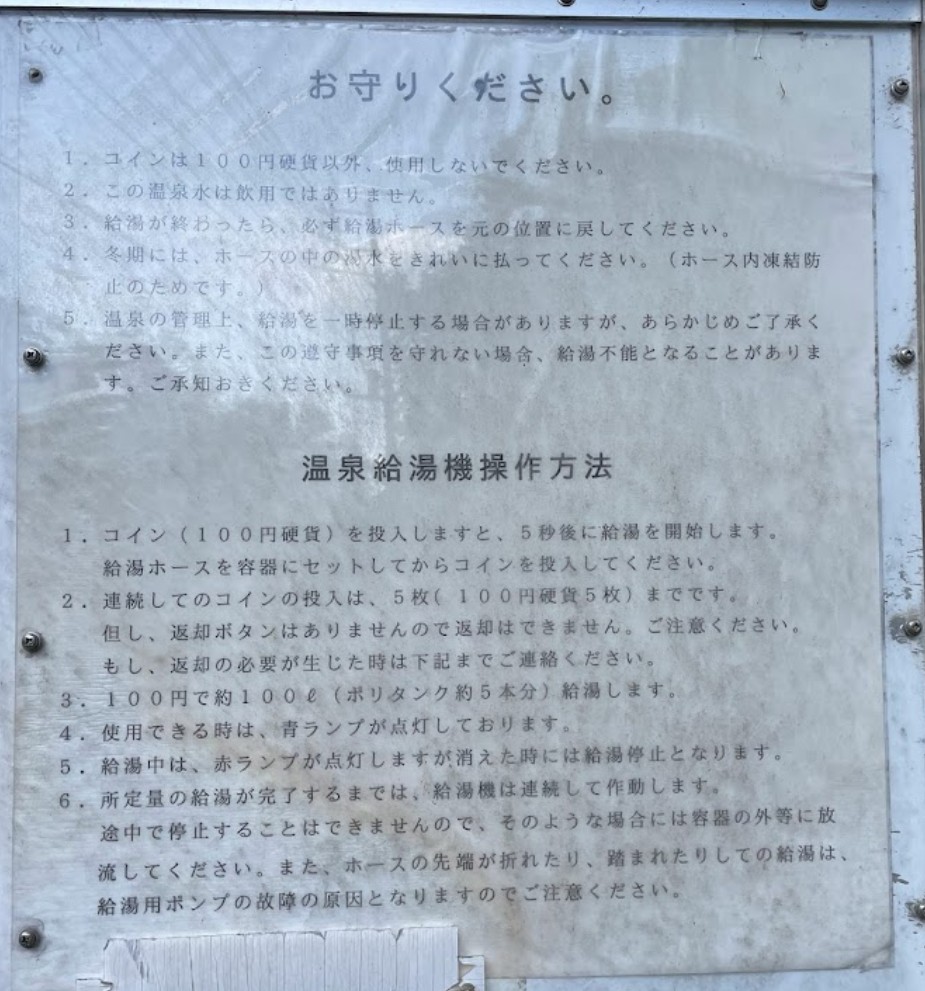 お守りください。
１．コインは１００円硬貨以外、使用しないでください。
２．この温泉水は飲用ではありません。
３．給湯が終わったら、必ず給湯ホースを元の位置に戻してください。
４．冬期には、ホースの中の湯水をきれいに払ってください。（ホース内凍結防
止のためです。）
５．温泉の管理上、給湯を一時停止する場合がありますが、あらかじめご了承く
ださい。また、この遵守事項を守れない場合、給湯不能となることがありま
す。ご承知おきください。
温泉給湯機操作方法
１．コイン（１００円硬貨）を投入しますと、５秒後に給湯を開始します。
給湯ホースを容器にセットしてからコインを投入してください。
２．連続してのコインの投入は、５枚(１００円硬貨５枚）までです。
但し、返却ボタンはありませんので返却はできません。ご注意ください。
もし、返却の必要が生じた時は下記までご連絡ください。
３．１００円で約１００ℓ（ポリタンク約５本分）給湯します。
４．使用できる時は、青ランプが点灯しております。
５．給湯中は、赤ランプが点灯しますが消えた時には給湯停止となります。
６．所定量の給湯が完了するまでは、給湯機は連続して作動します。
途中で停止することはできませんので、そのような場合には容器の外等に放
流してください。また、ホースの先端が折れたり、踏まれたりしての給湯は、
給湯用ポンプの故障の原因となりますのでご注意ください。